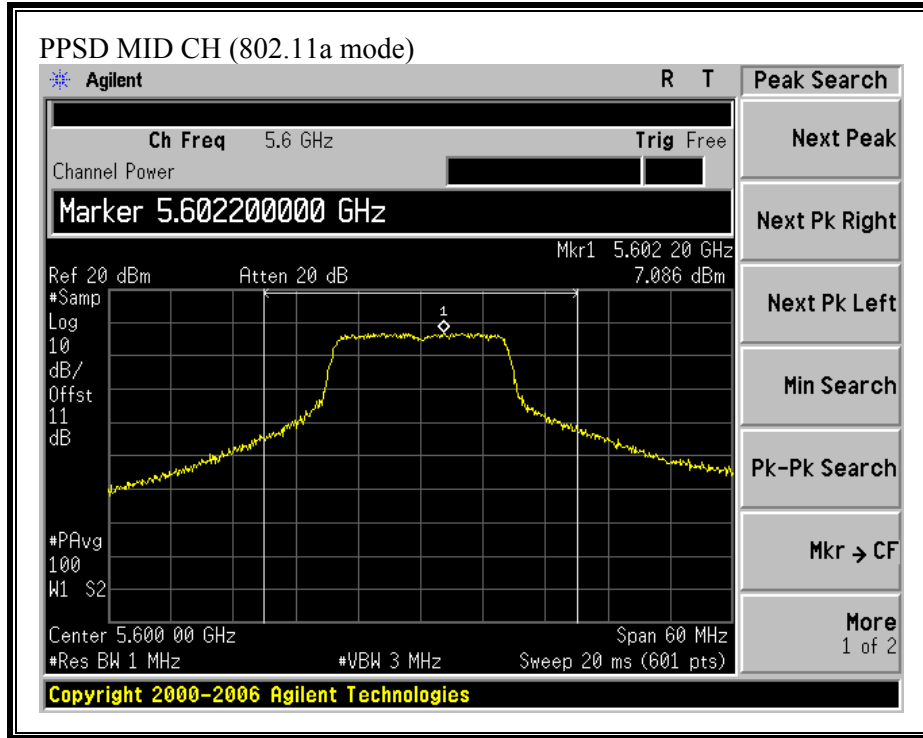 PPSD MID CH (802.11a mode)
Agilent R T
Peak Search
Ch Freq 5.6 GHz Trig Free
Channel Power
Marker 5.602200000 GHz
Mkr1 5.602 20 GHz
Ref 20 dBm Atten 20 dB 7.086 dBm
#Samp
Log
10
dB/
Offst
11
dB
1
#PAvg
100
W1 S2
Center 5.600 00 GHz Span 60 MHz
#Res BW 1 MHz #VBW 3 MHz Sweep 20 ms (601 pts)
Copyright 2000-2006 Agilent Technologies
Next Peak
Next Pk Right
Next Pk Left
Min Search
Pk-Pk Search
Mkr → CF
More
1 of 2